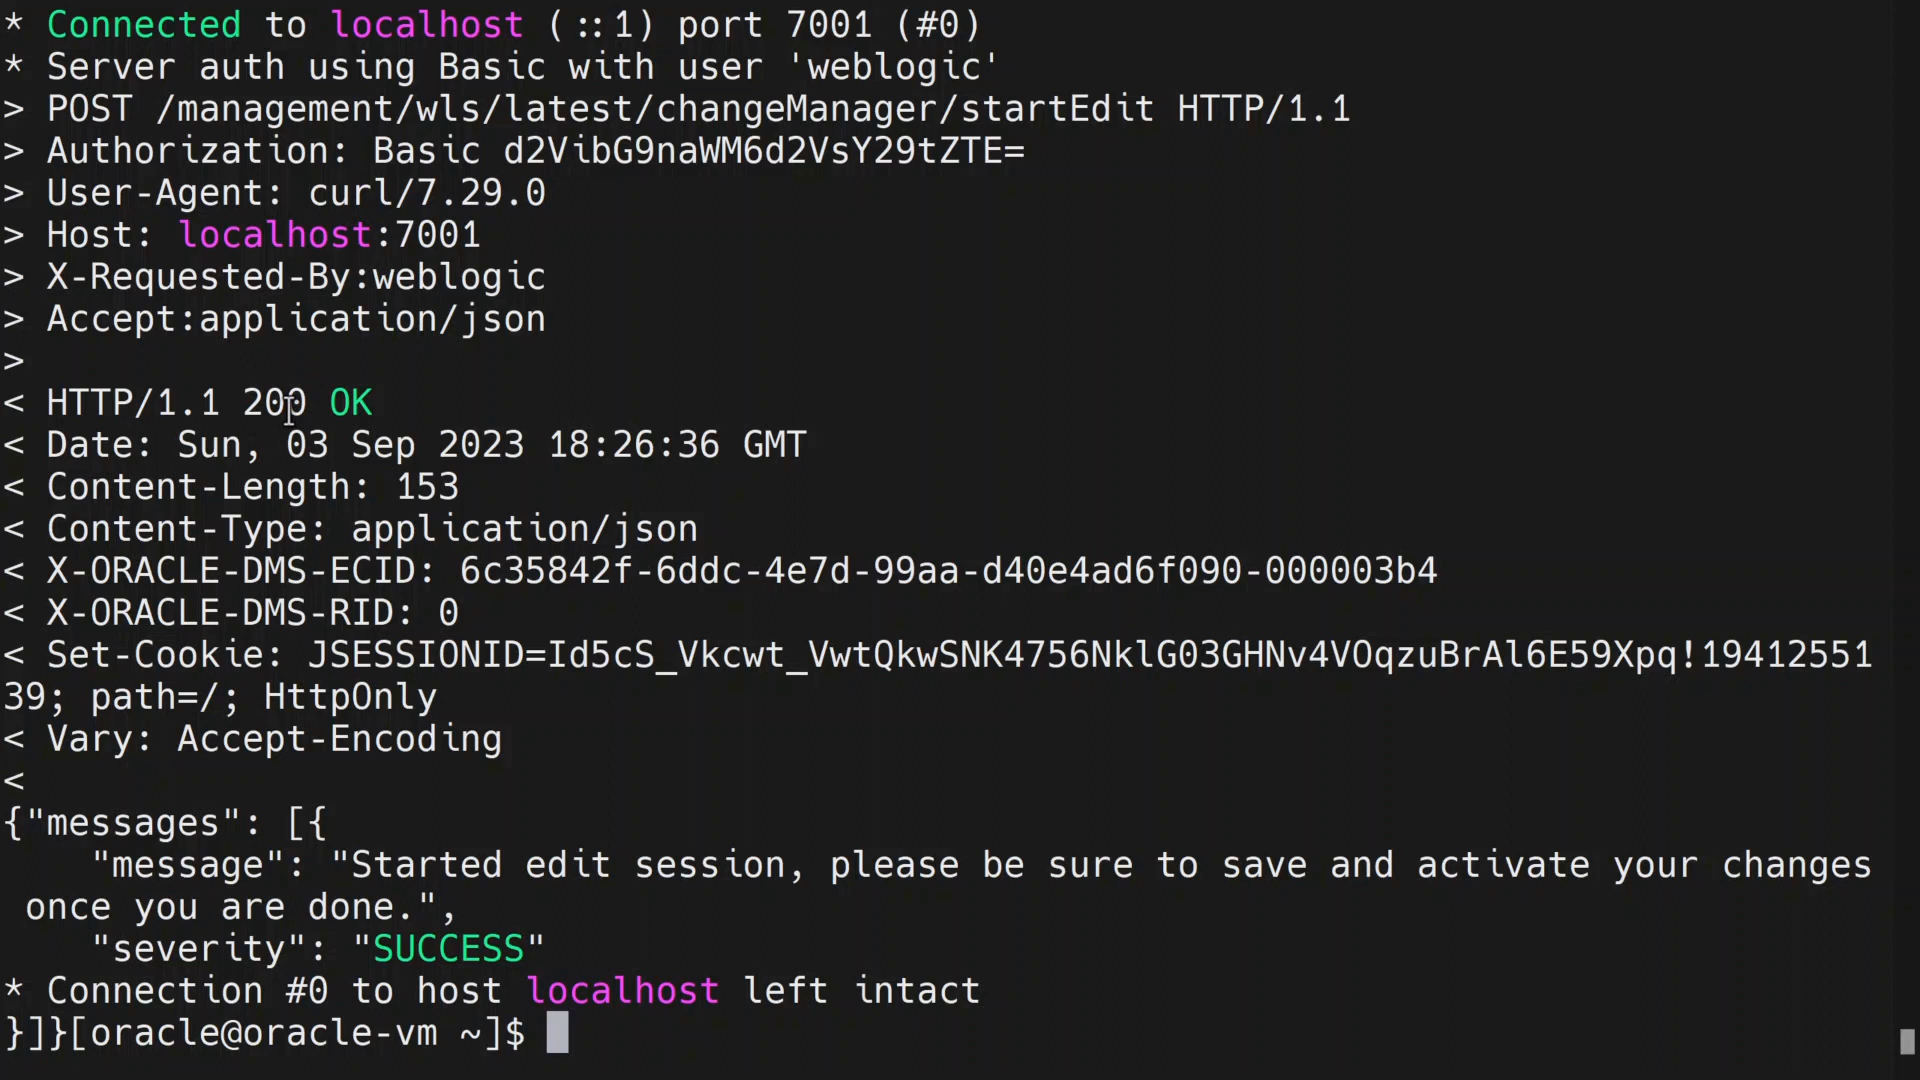 * Connected to localhost (::1) port 7001 (#0)
* Server auth using Basic with user 'weblogic'
> POST /management/wls/latest/changeManager/startEdit HTTP/1.1
> Authorization: Basic d2VibG9naWM6d2VsY29tZTE=
> User-Agent: curl/7.29.0
> Host: localhost:7001
> X-Requested-By:weblogic
> Accept:application/json
>
< HTTP/1.1 200 OK
< Date: Sun, 03 Sep 2023 18:26:36 GMT
< Content-Length: 153
< Content-Type: application/json
< X-ORACLE-DMS-ECID: 6c35842f-6ddc-4e7d-99aa-d40e4ad6f090-000003b4
< X-ORACLE-DMS-RID: 0
< Set-Cookie: JSESSIONID=Id5cS_Vkcwt_VwtQkwSNK4756NklG03GHNv4VOqzuBrAl6E59Xpq!19412551
39; path=/; HttpOnly
< Vary: Accept-Encoding
<
{"messages": [{
    "message": "Started edit session, please be sure to save and activate your changes
 once you are done.",
    "severity": "SUCCESS"
* Connection #0 to host localhost left intact
}]}[oracle@oracle-vm ~]$